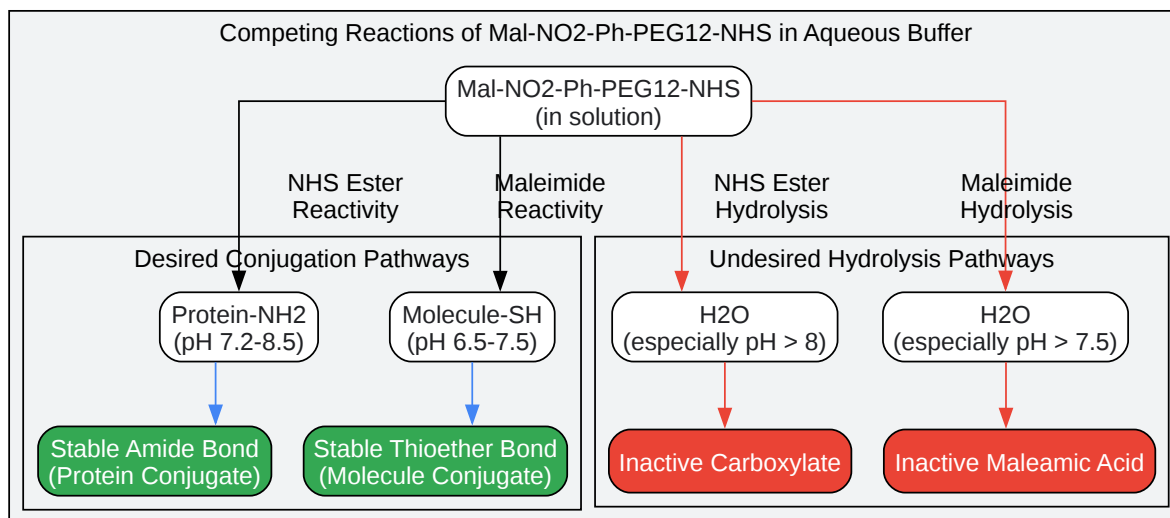 Competing Reactions of Mal-NO2-Ph-PEG12-NHS in Aqueous Buffer
Mal-NO2-Ph-PEG12-NHS
(in solution)
NHS Ester
Reactivity
Maleimide
Reactivity
NHS Ester
Hydrolysis
Maleimide
Hydrolysis
Desired Conjugation Pathways
Protein-NH2
(pH 7.2-8.5)
Molecule-SH
(pH 6.5-7.5)
Stable Amide Bond
(Protein Conjugate)
Stable Thioether Bond
(Molecule Conjugate)
Undesired Hydrolysis Pathways
H2O
(especially pH > 8)
H2O
(especially pH > 7.5)
Inactive Carboxylate
Inactive Maleamic Acid